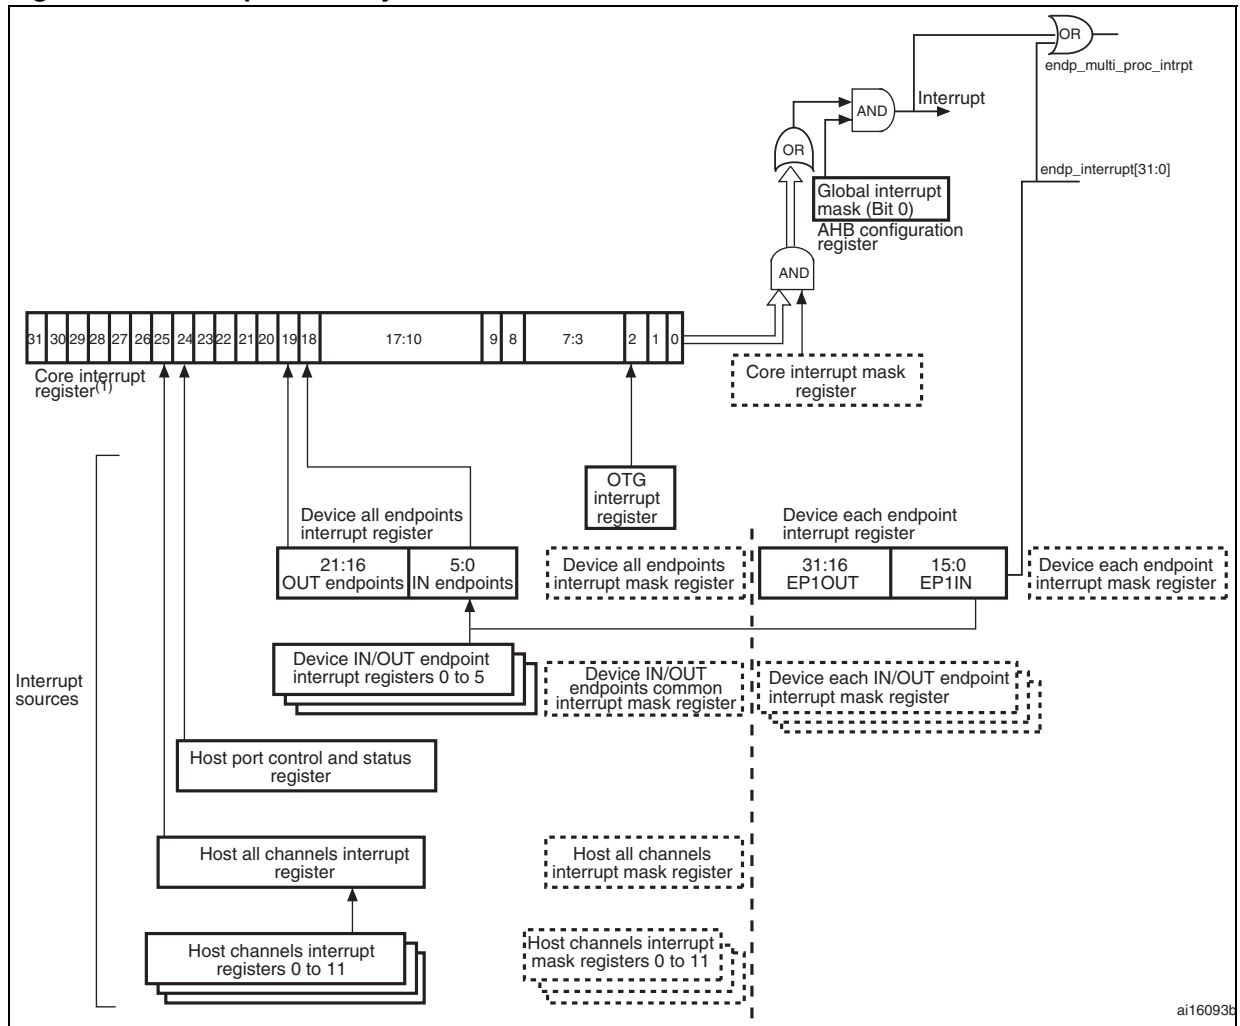 OR
endp_multi_proc_intrpt
AND
Interrupt
OR
endp_interrupt[31:0]
Global interrupt
mask (Bit 0)
AHB configuration
register
AND
31 30 29 28 27 26 25 24 23 22 21 20 19 18 17:10 9 8 7:3 2 1 0
Core interrupt
register(1)
Core interrupt mask
register
OTG
interrupt
register
Device all endpoints
interrupt register
Device each endpoint
interrupt register
21:16
OUT endpoints
5:0
IN endpoints
Device all endpoints
interrupt mask register
31:16
EP1OUT
15:0
EP1IN
Device each endpoint
interrupt mask register
Interrupt
sources
Device IN/OUT endpoint
interrupt registers 0 to 5
Device IN/OUT
endpoints common
interrupt mask register
Device each IN/OUT endpoint
interrupt mask register
Host port control and status
register
Host all channels interrupt
register
Host all channels
interrupt mask register
Host channels interrupt
registers 0 to 11
Host channels interrupt
mask registers 0 to 11
ai16093b